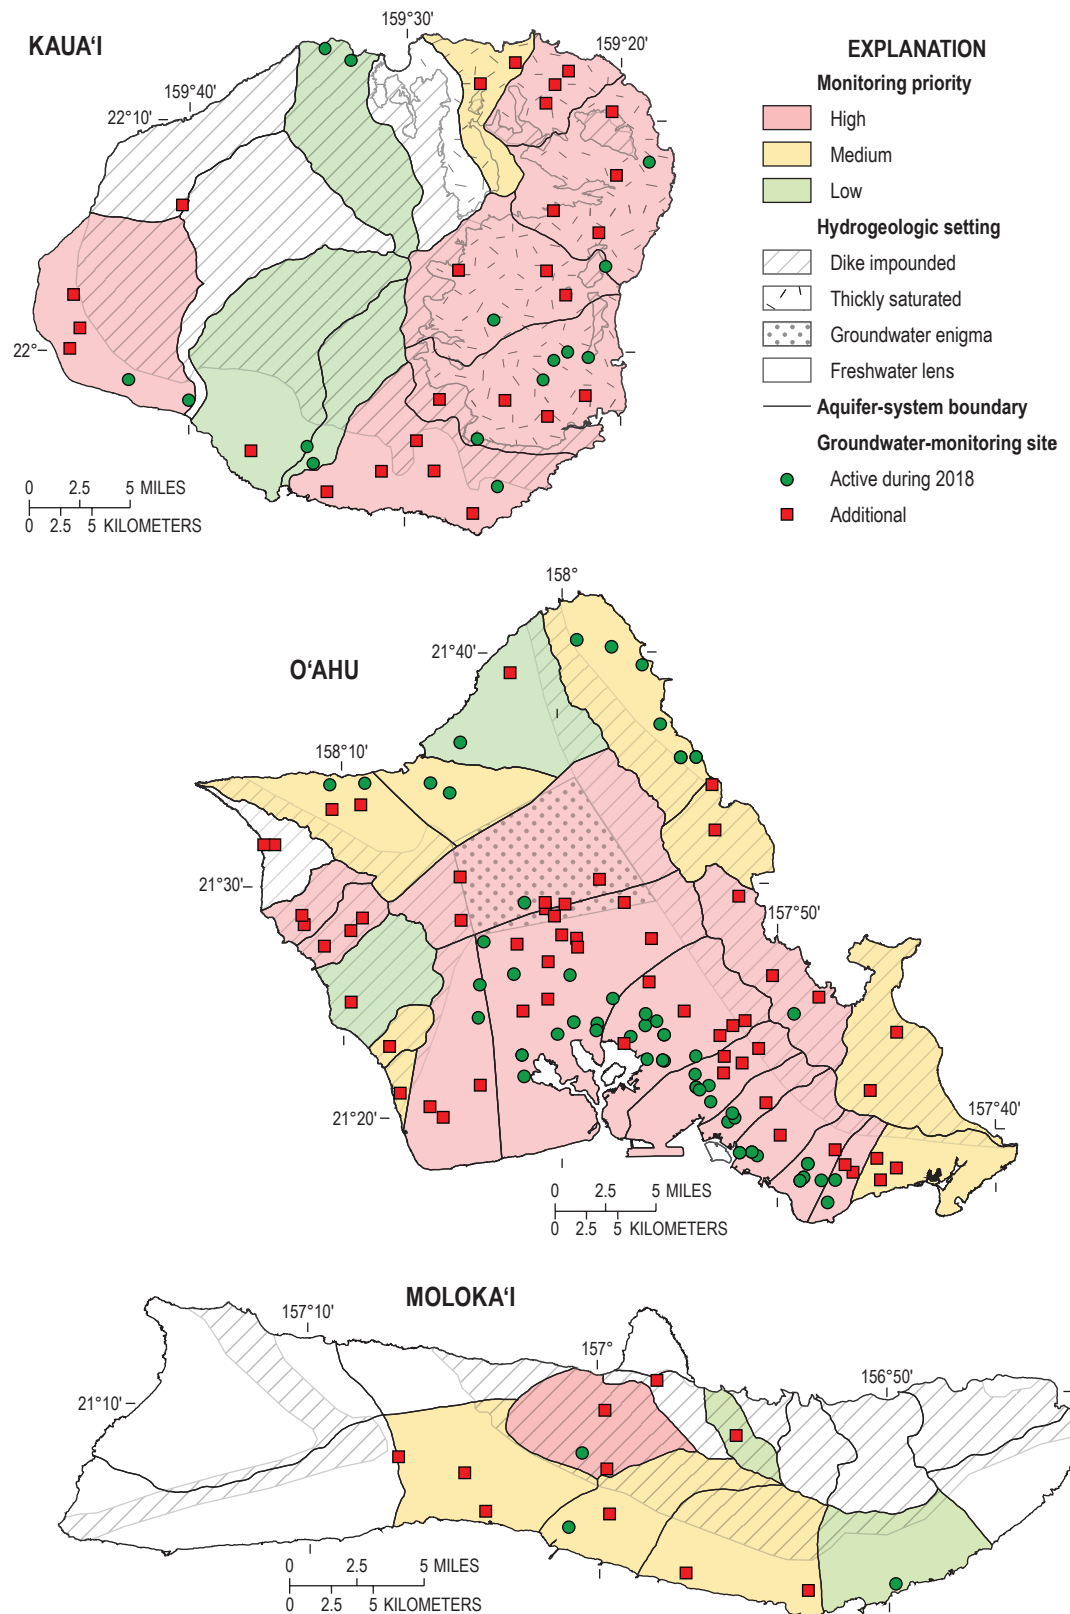 KAUA‘I
159°30'
159°20'
159°40'
22°10'
22°
0 2.5 5 MILES
0 2.5 5 KILOMETERS
EXPLANATION
Monitoring priority
High
Medium
Low
Hydrogeologic setting
Dike impounded
Thickly saturated
Groundwater enigma
Freshwater lens
Aquifer-system boundary
Groundwater-monitoring site
Active during 2018
Additional
O‘AHU
158°
21°40'
158°10'
21°30'
157°50'
21°20'
157°40'
0 2.5 5 MILES
0 2.5 5 KILOMETERS
MOLOKA‘I
157°10'
157°
156°50'
21°10'
0 2.5 5 MILES
0 2.5 5 KILOMETERS